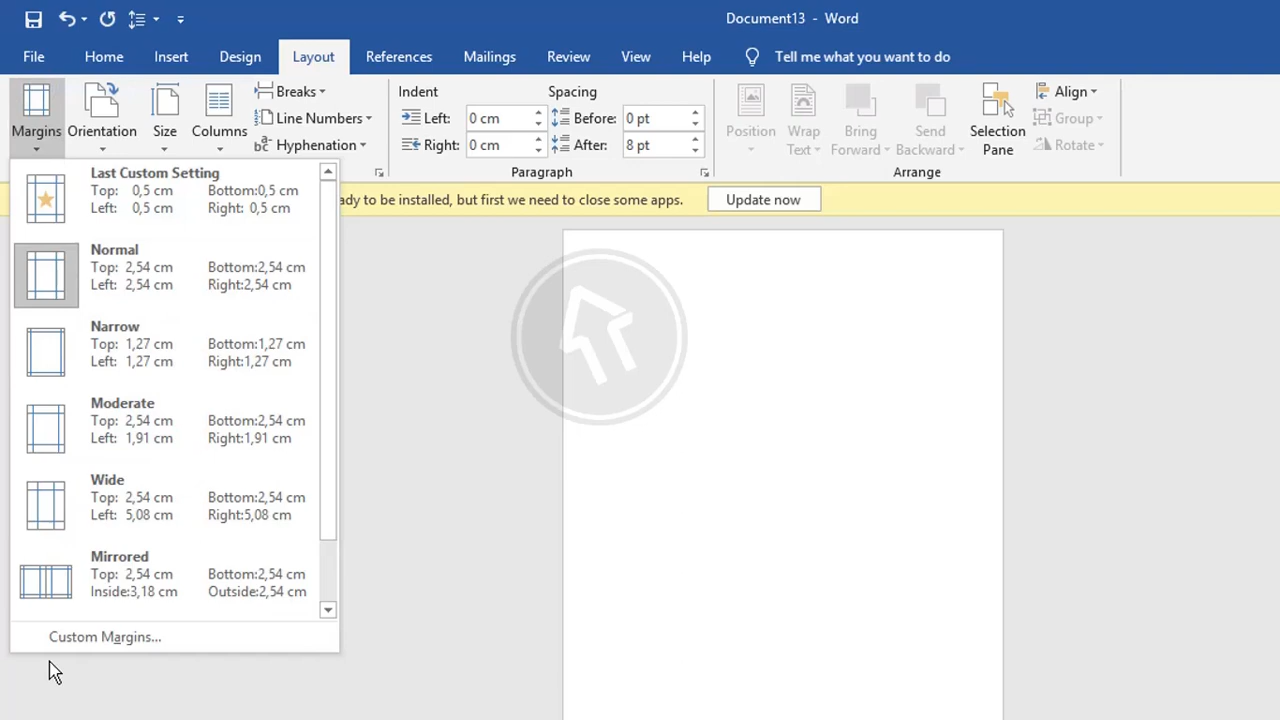 Document13 - Word
File Home Insert Design Layout References Mailings Review View Help Tell me what you want to do
Margins Orientation Size Columns
Breaks
Line Numbers
Hyphenation
Indent Spacing
Left: 0 cm Before: 0 pt
Right: 0 cm After: 8 pt
Paragraph
Position Wrap Text Bring Forward Send Backward Selection Pane
Align
Group
Rotate
Arrange
ady to be installed, but first we need to close some apps. Update now
Last Custom Setting
Top: 0,5 cm Bottom:0,5 cm
Left: 0,5 cm Right: 0,5 cm
Normal
Top: 2,54 cm Bottom:2,54 cm
Left: 2,54 cm Right:2,54 cm
Narrow
Top: 1,27 cm Bottom:1,27 cm
Left: 1,27 cm Right:1,27 cm
Moderate
Top: 2,54 cm Bottom:2,54 cm
Left: 1,91 cm Right:1,91 cm
Wide
Top: 2,54 cm Bottom:2,54 cm
Left: 5,08 cm Right:5,08 cm
Mirrored
Top: 2,54 cm Bottom:2,54 cm
Inside:3,18 cm Outside:2,54 cm
Custom Margins...